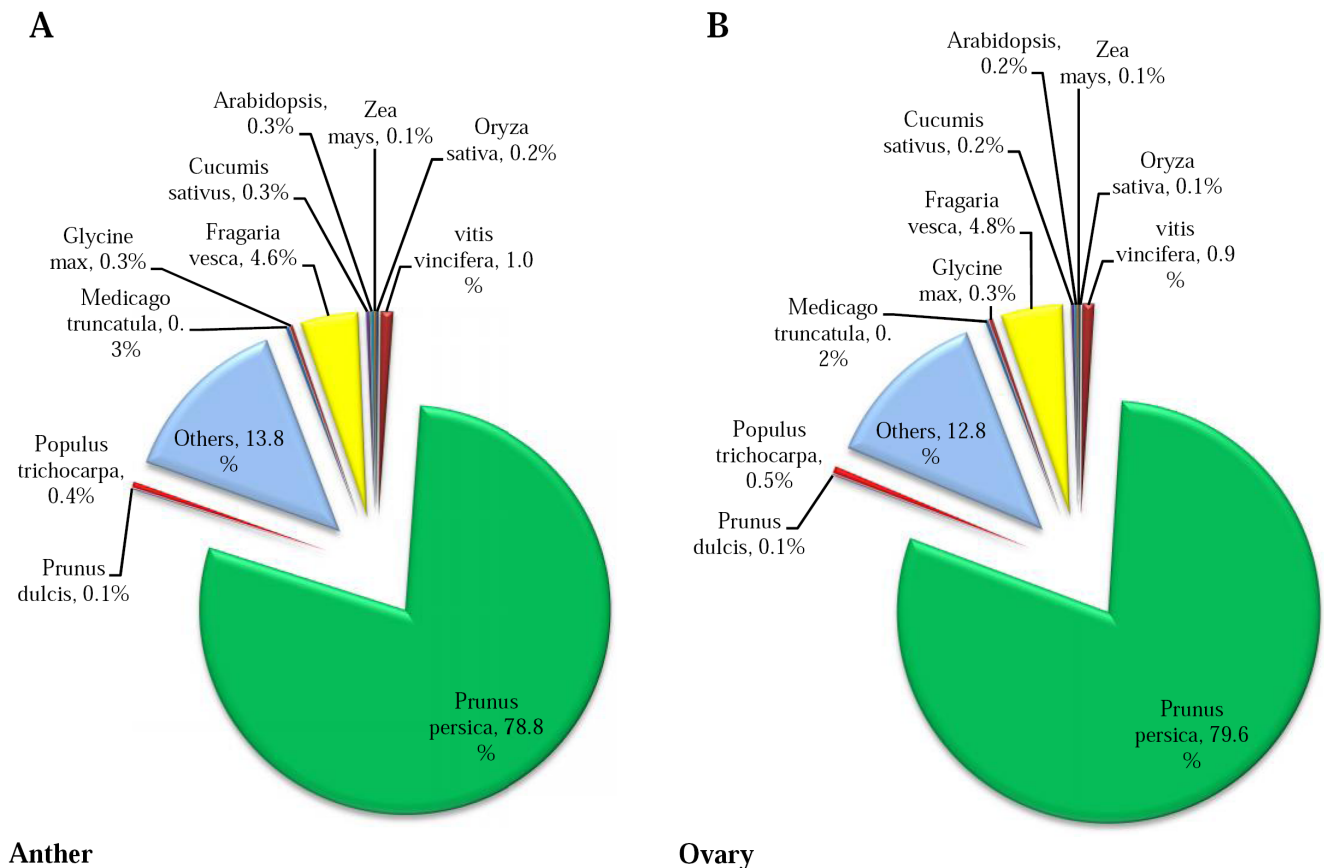 A
Arabidopsis,
0.3%
Zea
mays, 0.1%
Oryza
sativa, 0.2%
Cucumis
sativus, 0.3%
Glycine
max, 0.3%
Fragaria
vesca, 4.6%
vitis
vincifera, 1.0
%
Medicago
truncatula, 0.
3%
Others, 13.8
%
Populus
trichocarpa,
0.4%
Prunus
dulcis, 0.1%
Prunus
persica, 78.8
%
Anther
B
Arabidopsis,
0.2%
Zea
mays, 0.1%
Cucumis
sativus, 0.2%
Oryza
sativa, 0.1%
Fragaria
vesca, 4.8%
vitis
vincifera, 0.9
%
Glycine
max, 0.3%
Medicago
truncatula, 0.
2%
Others, 12.8
%
Populus
trichocarpa,
0.5%
Prunus
dulcis, 0.1%
Prunus
persica, 79.6
%
Ovary